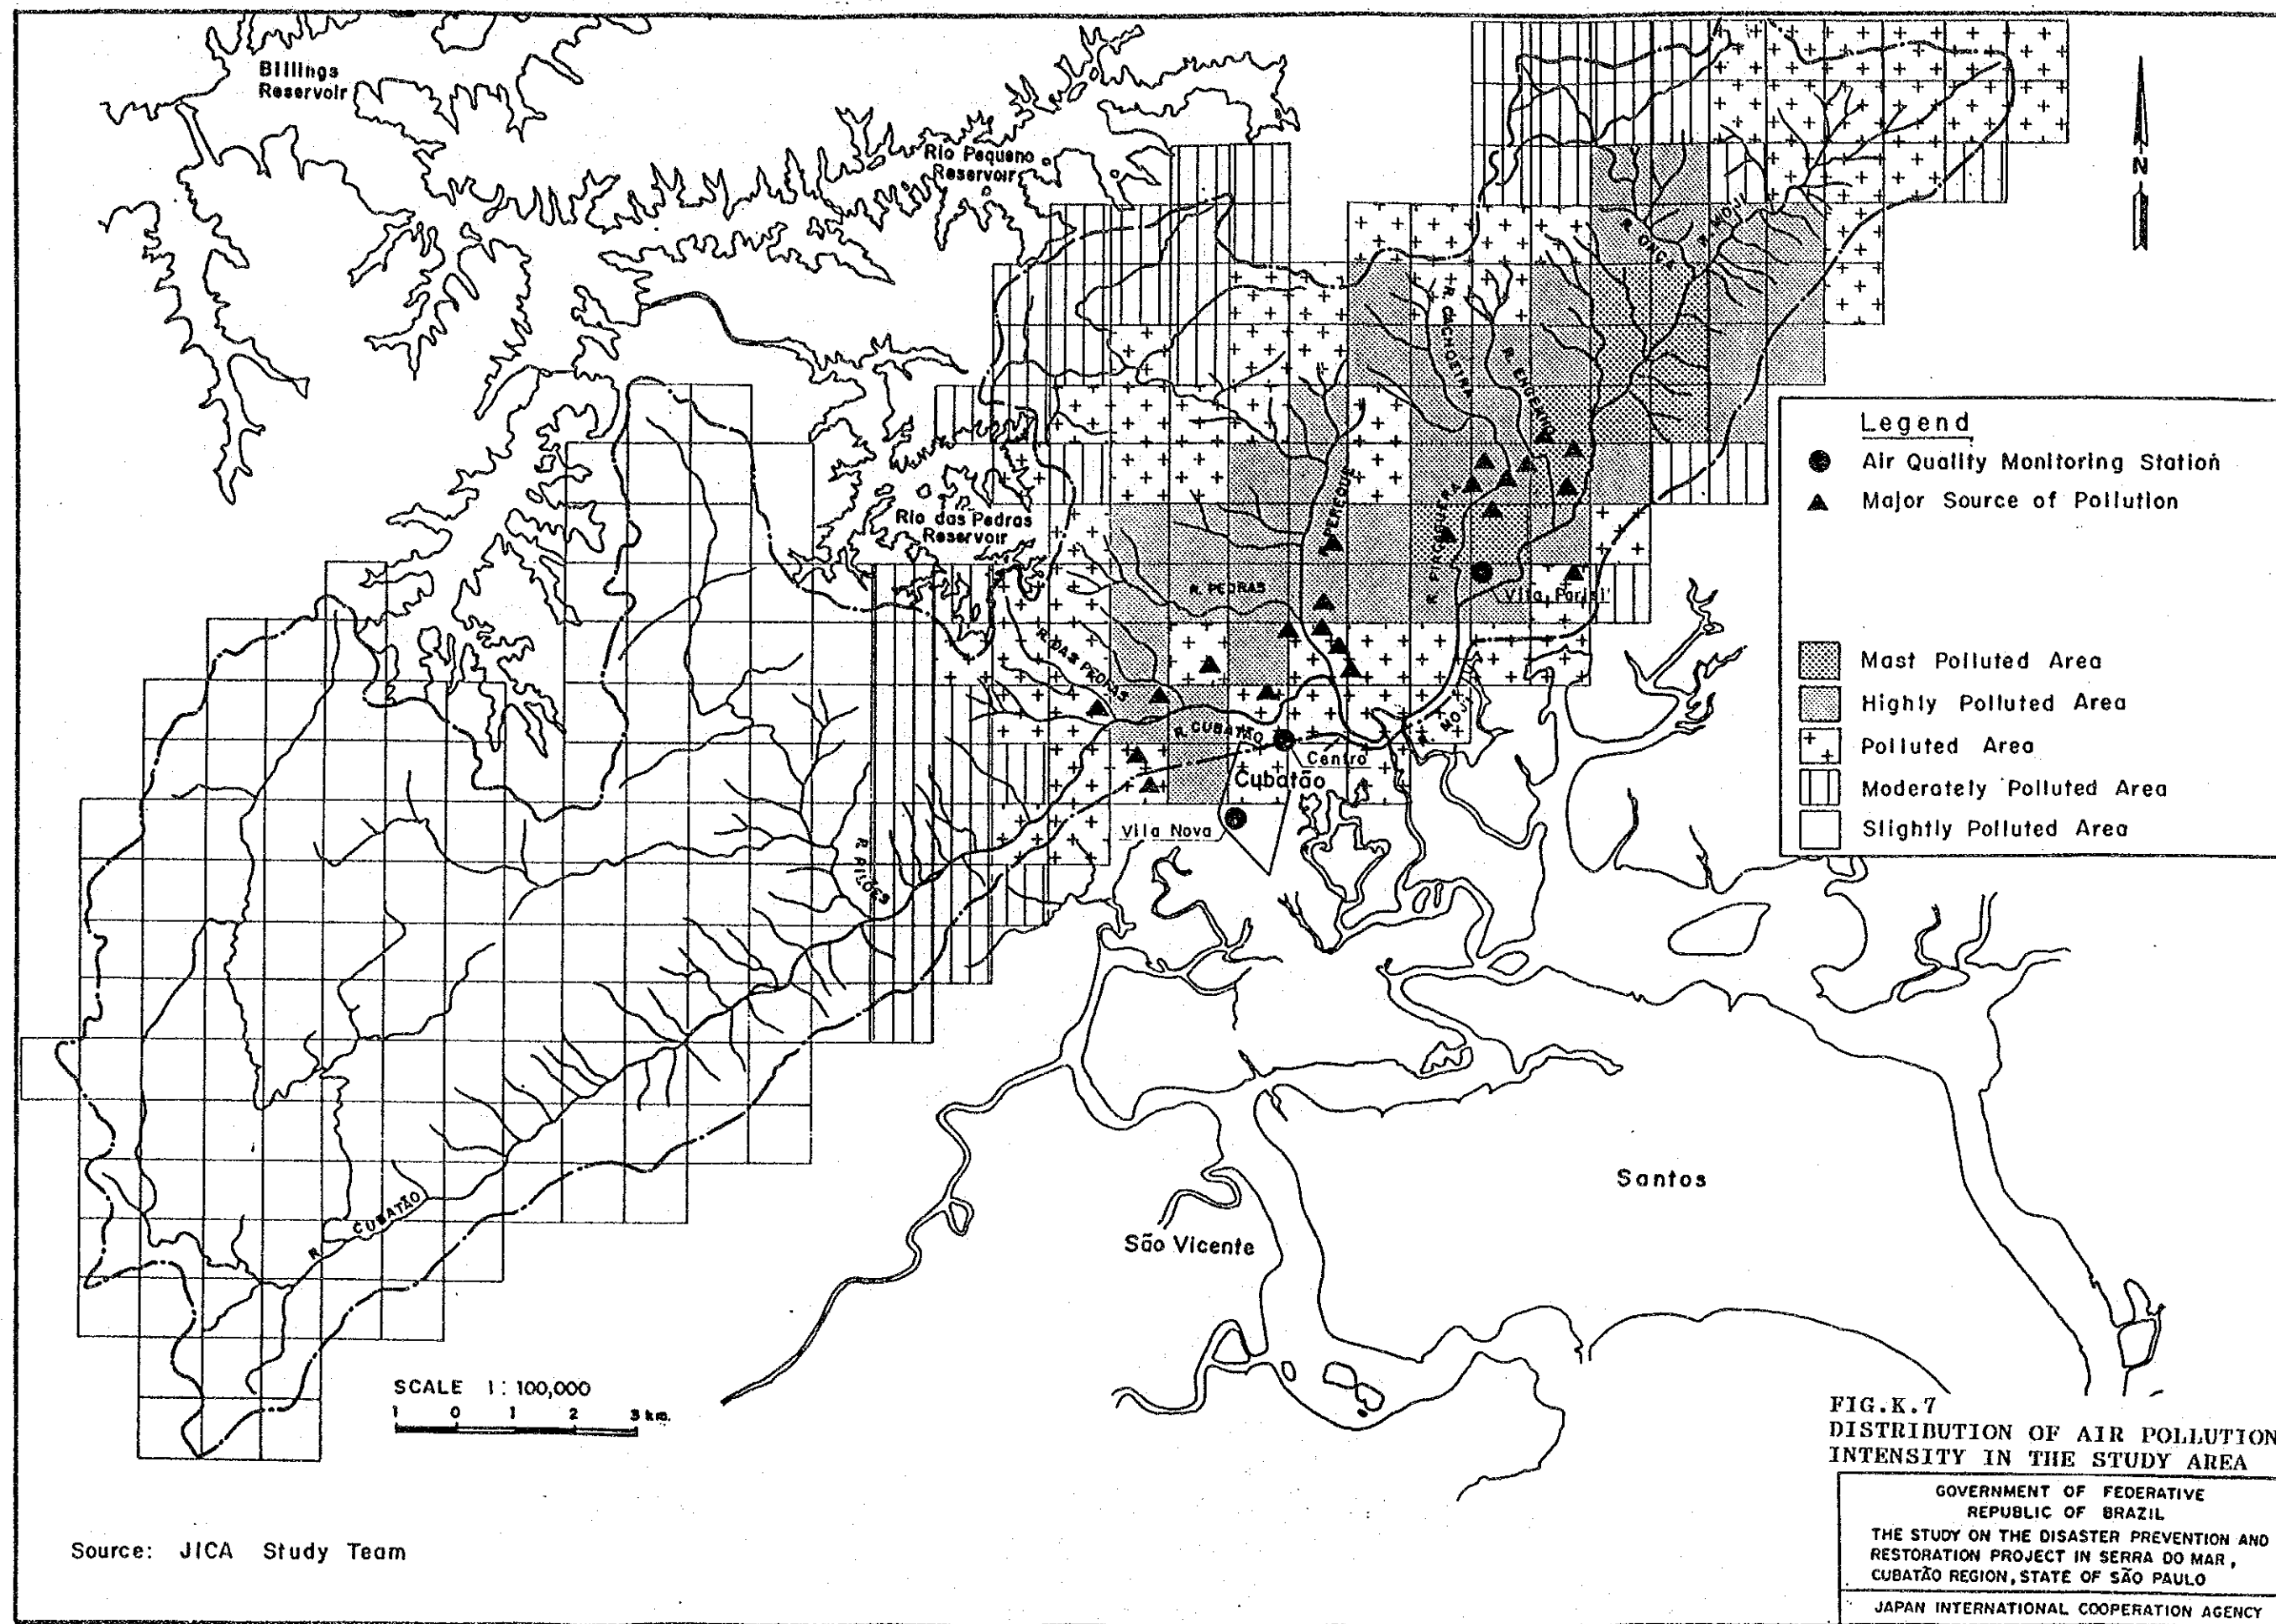 Billings
Reservoir
Rio Pequeno
Reservoir
N
R. ONÇA
R. MOJI
R. CACHOEIRA
R. ENGENHO
Legend
Air Quality Monitoring Station
Major Source of Pollution
Mast Polluted Area
Highly Polluted Area
Polluted Area
Moderately Polluted Area
Slightly Polluted Area
Rio das Pedras
Reservoir
R. PEREQUE
R. PEDRAS
Vila Parisi
R. DAS PEDRAS
R. CUBATÃO
R. MOJI
Centro
Cubatão
Vila Nova
R. PILÕES
R. CUBATÃO
Santos
São Vicente
SCALE 1 : 100,000
1 0 1 2 3 km.
FIG.K.7
DISTRIBUTION OF AIR POLLUTION
INTENSITY IN THE STUDY AREA
GOVERNMENT OF FEDERATIVE
REPUBLIC OF BRAZIL
THE STUDY ON THE DISASTER PREVENTION AND
RESTORATION PROJECT IN SERRA DO MAR,
CUBATÃO REGION, STATE OF SÃO PAULO
JAPAN INTERNATIONAL COOPERATION AGENCY
Source: JICA Study Team